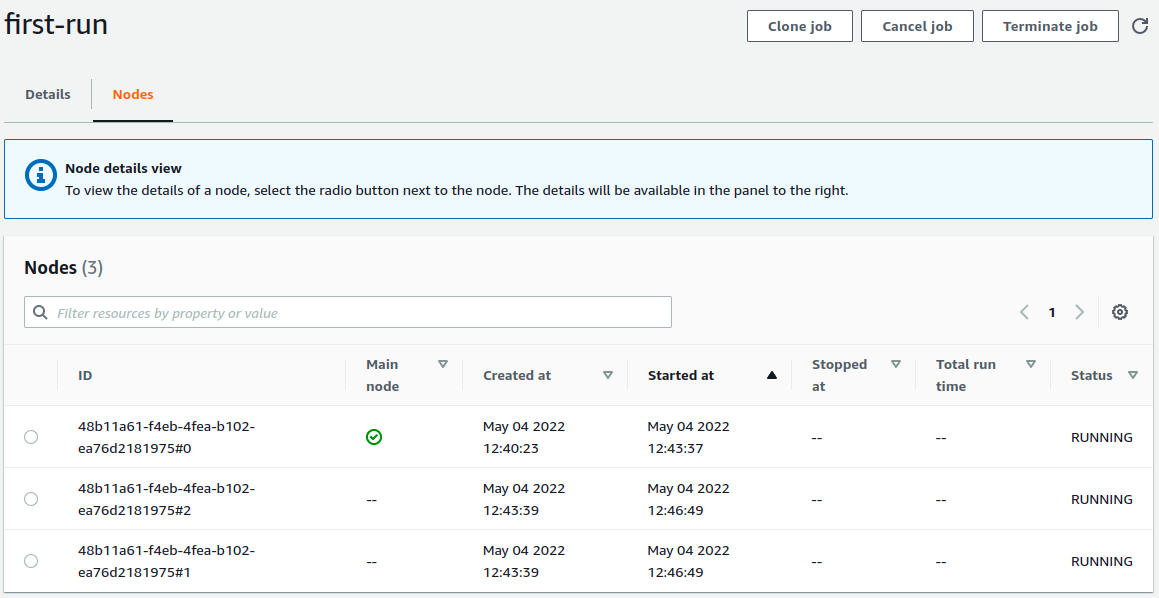 first-run
Clone job
Cancel job
Terminate job
Details
Nodes
Node details view
To view the details of a node, select the radio button next to the node. The details will be available in the panel to the right.
Nodes (3)
Filter resources by property or value
1
ID
Main
node
Created at
Started at
Stopped
at
Total run
time
Status
48b11a61-f4eb-4fea-b102-
ea76d2181975#0
May 04 2022
12:40:23
May 04 2022
12:43:37
--
--
RUNNING
48b11a61-f4eb-4fea-b102-
ea76d2181975#2
--
May 04 2022
12:43:39
May 04 2022
12:46:49
--
--
RUNNING
48b11a61-f4eb-4fea-b102-
ea76d2181975#1
--
May 04 2022
12:43:39
May 04 2022
12:46:49
--
--
RUNNING